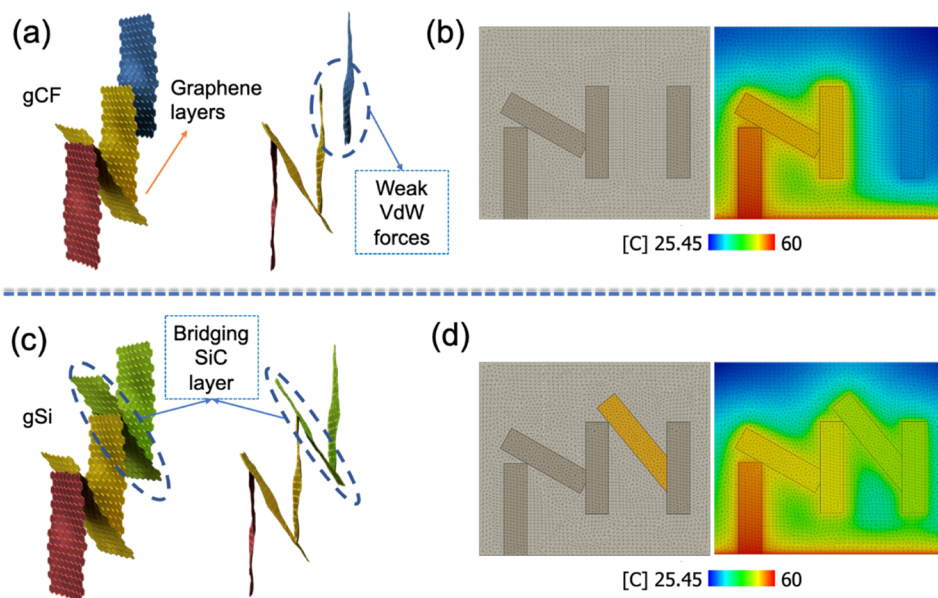 (a)
gCF
Graphene
layers
Weak
VdW
forces
(b)
[C] 25.45 60
(c)
gSi
Bridging
SiC
layer
(d)
[C] 25.45 60